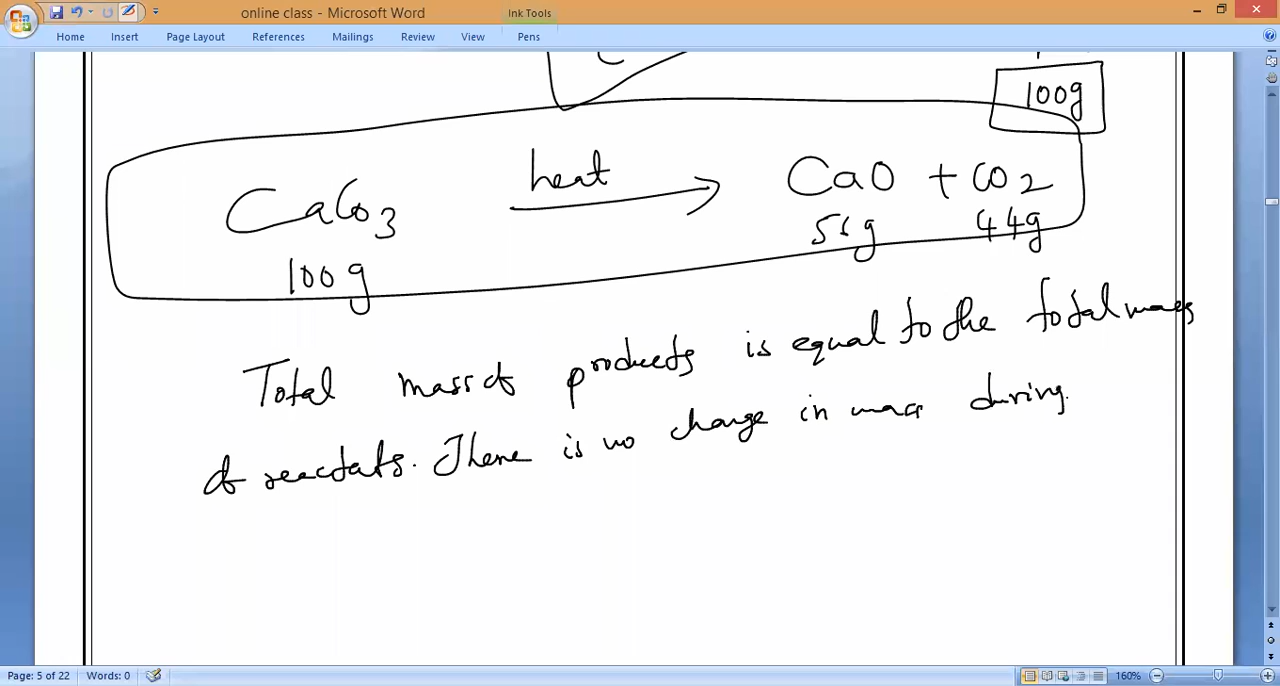 online class - Microsoft Word
Ink Tools
Home Insert Page Layout References Mailings Review View Pens
100g
heat
CaCo3 → CaO + CO2
100g 56g 44g
Total mass of products is equal to the total mass
of reactats. There is no change in mass during
Page: 5 of 22 Words: 0 160%